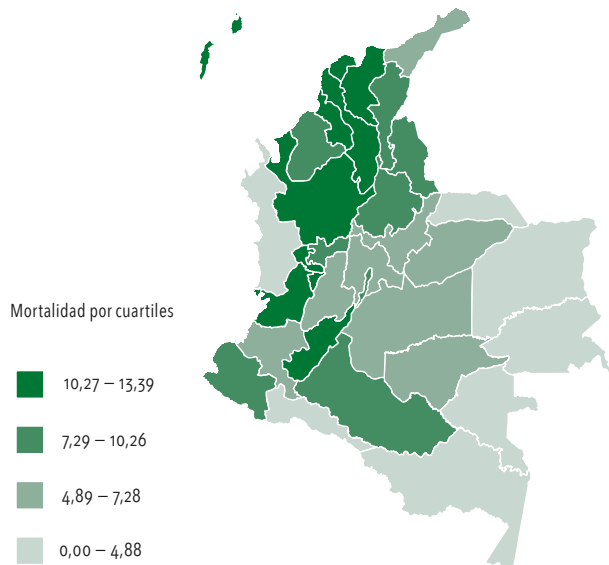 Mortalidad por cuartiles
10,27 – 13,39
7,29 – 10,26
4,89 – 7,28
0,00 – 4,88